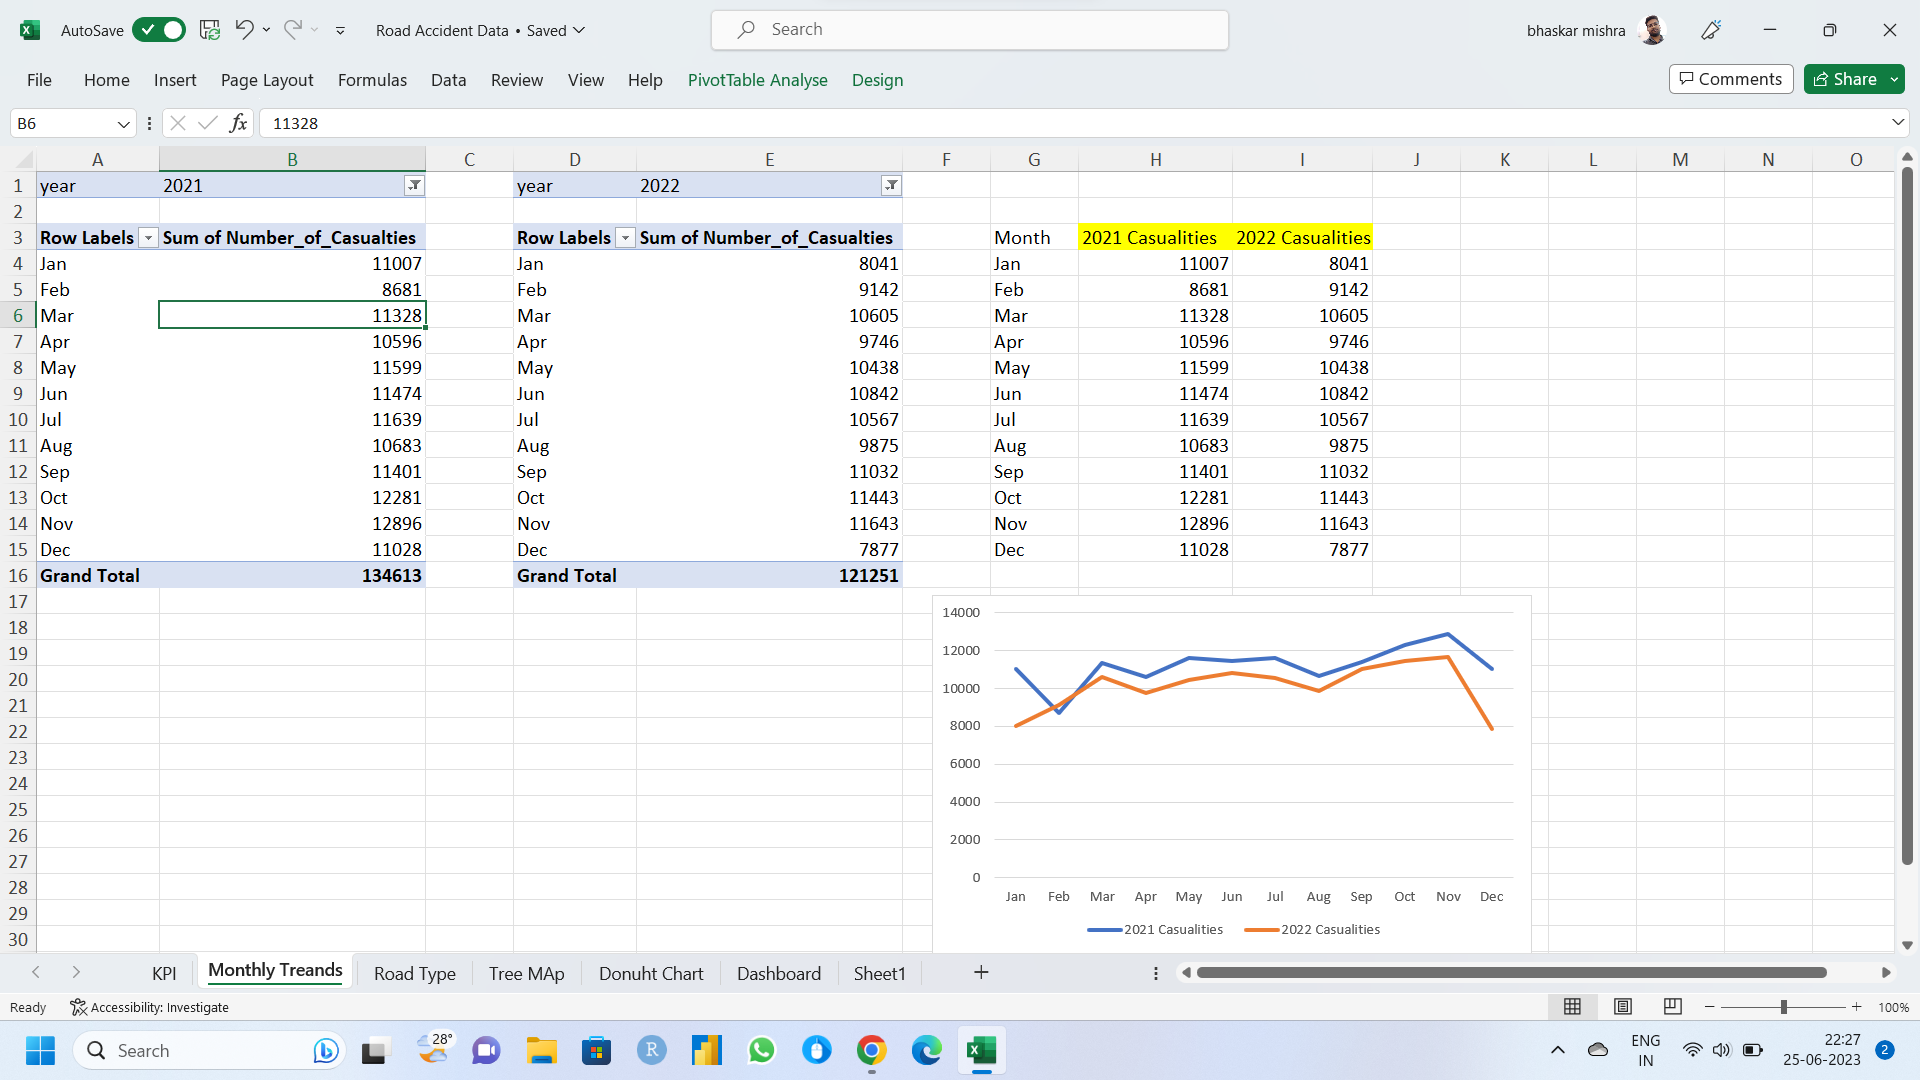 AutoSave Road Accident Data • Saved Search bhaskar mishra
File Home Insert Page Layout Formulas Data Review View Help PivotTable Analyse Design Comments Share
B6 fx 11328
A B C D E F G H I J K L M N O
1 year 2021 year 2022
2
3 Row Labels Sum of Number_of_Casualties Row Labels Sum of Number_of_Casualties Month 2021 Casualities 2022 Casualities
4 Jan 11007 Jan 8041 Jan 11007 8041
5 Feb 8681 Feb 9142 Feb 8681 9142
6 Mar 11328 Mar 10605 Mar 11328 10605
7 Apr 10596 Apr 9746 Apr 10596 9746
8 May 11599 May 10438 May 11599 10438
9 Jun 11474 Jun 10842 Jun 11474 10842
10 Jul 11639 Jul 10567 Jul 11639 10567
11 Aug 10683 Aug 9875 Aug 10683 9875
12 Sep 11401 Sep 11032 Sep 11401 11032
13 Oct 12281 Oct 11443 Oct 12281 11443
14 Nov 12896 Nov 11643 Nov 12896 11643
15 Dec 11028 Dec 7877 Dec 11028 7877
16 Grand Total 134613 Grand Total 121251
17
18
19
20
21
22
23
24
25
26
27
28
29
30
14000
12000
10000
8000
6000
4000
2000
0
Jan Feb Mar Apr May Jun Jul Aug Sep Oct Nov Dec
2021 Casualities 2022 Casualities
KPI Monthly Treands Road Type Tree MAp Donuht Chart Dashboard Sheet1
Ready Accessibility: Investigate 100%
Search 28° R ENG IN 22:27 25-06-2023 2